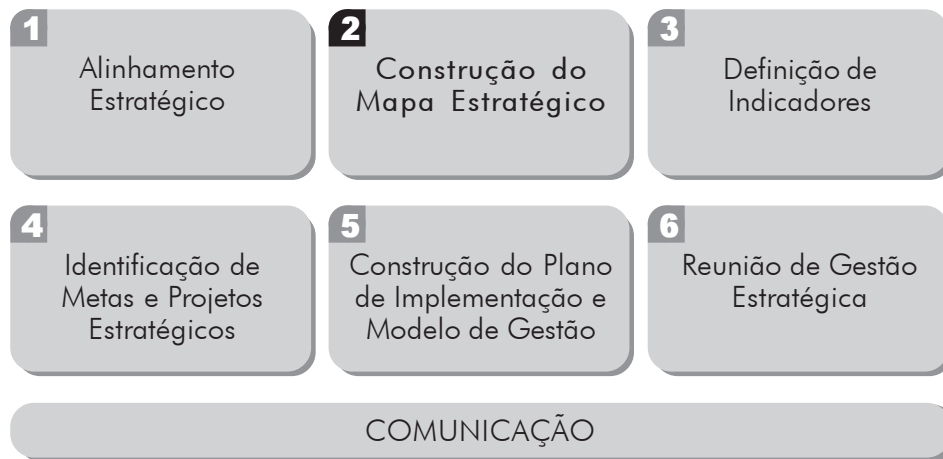 1
Alinhamento
Estratégico
2
Construção do
Mapa Estratégico
3
Definição de
Indicadores
4
Identificação de
Metas e Projetos
Estratégicos
5
Construção do Plano
de Implementação e
Modelo de Gestão
6
Reunião de Gestão
Estratégica
COMUNICAÇÃO